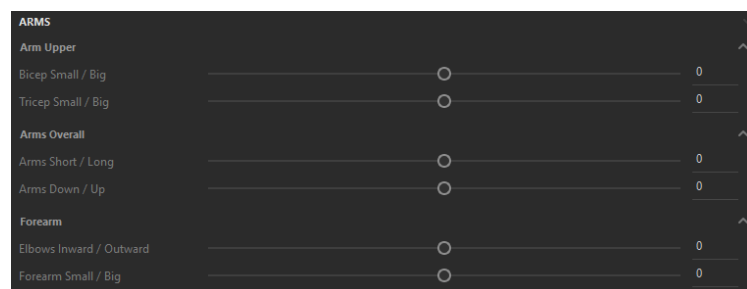 ARMS
Arm Upper
Bicep Small / Big 0
Tricep Small / Big 0
Arms Overall
Arms Short / Long 0
Arms Down / Up 0
Forearm
Elbows Inward / Outward 0
Forearm Small / Big 0